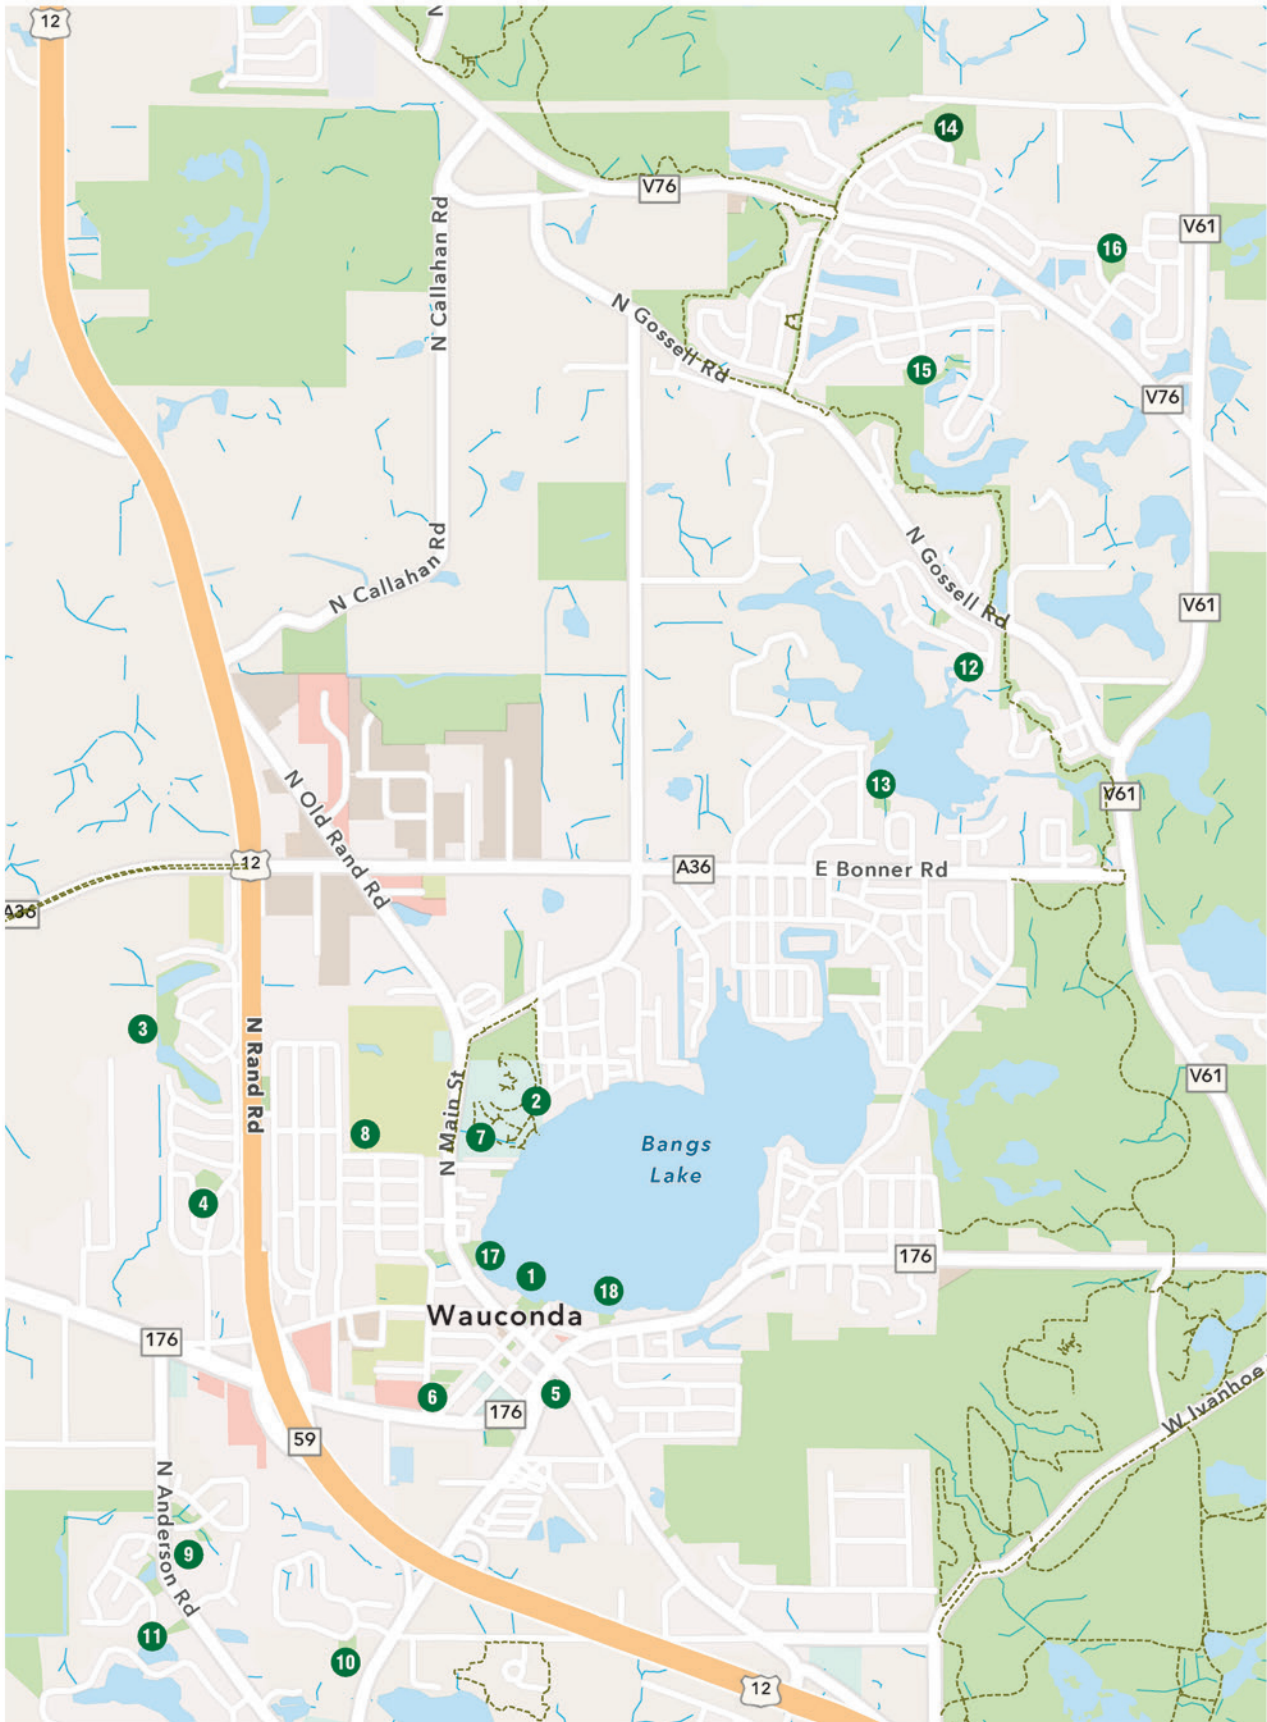 N
12
14
V76
V61
16
N Callahan Rd
N Gossell Rd
15
V76
N Callahan Rd
N Gossell Rd
V61
12
N Old Rand Rd
13
V61
12
A36
E Bonner Rd
A36
3
N Rand Rd
N Main St
V61
2
8
7
Bangs
Lake
4
17
1
18
176
Wauconda
176
6
5
176
59
W Ivanhoe
N Anderson Rd
9
11
10
12